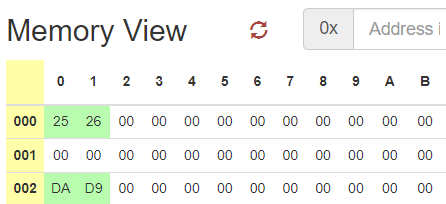 Memory View 0x Address i
0 1 2 3 4 5 6 7 8 9 A B
000 25 26 00 00 00 00 00 00 00 00 00 00
001 00 00 00 00 00 00 00 00 00 00 00 00
002 DA D9 00 00 00 00 00 00 00 00 00 00